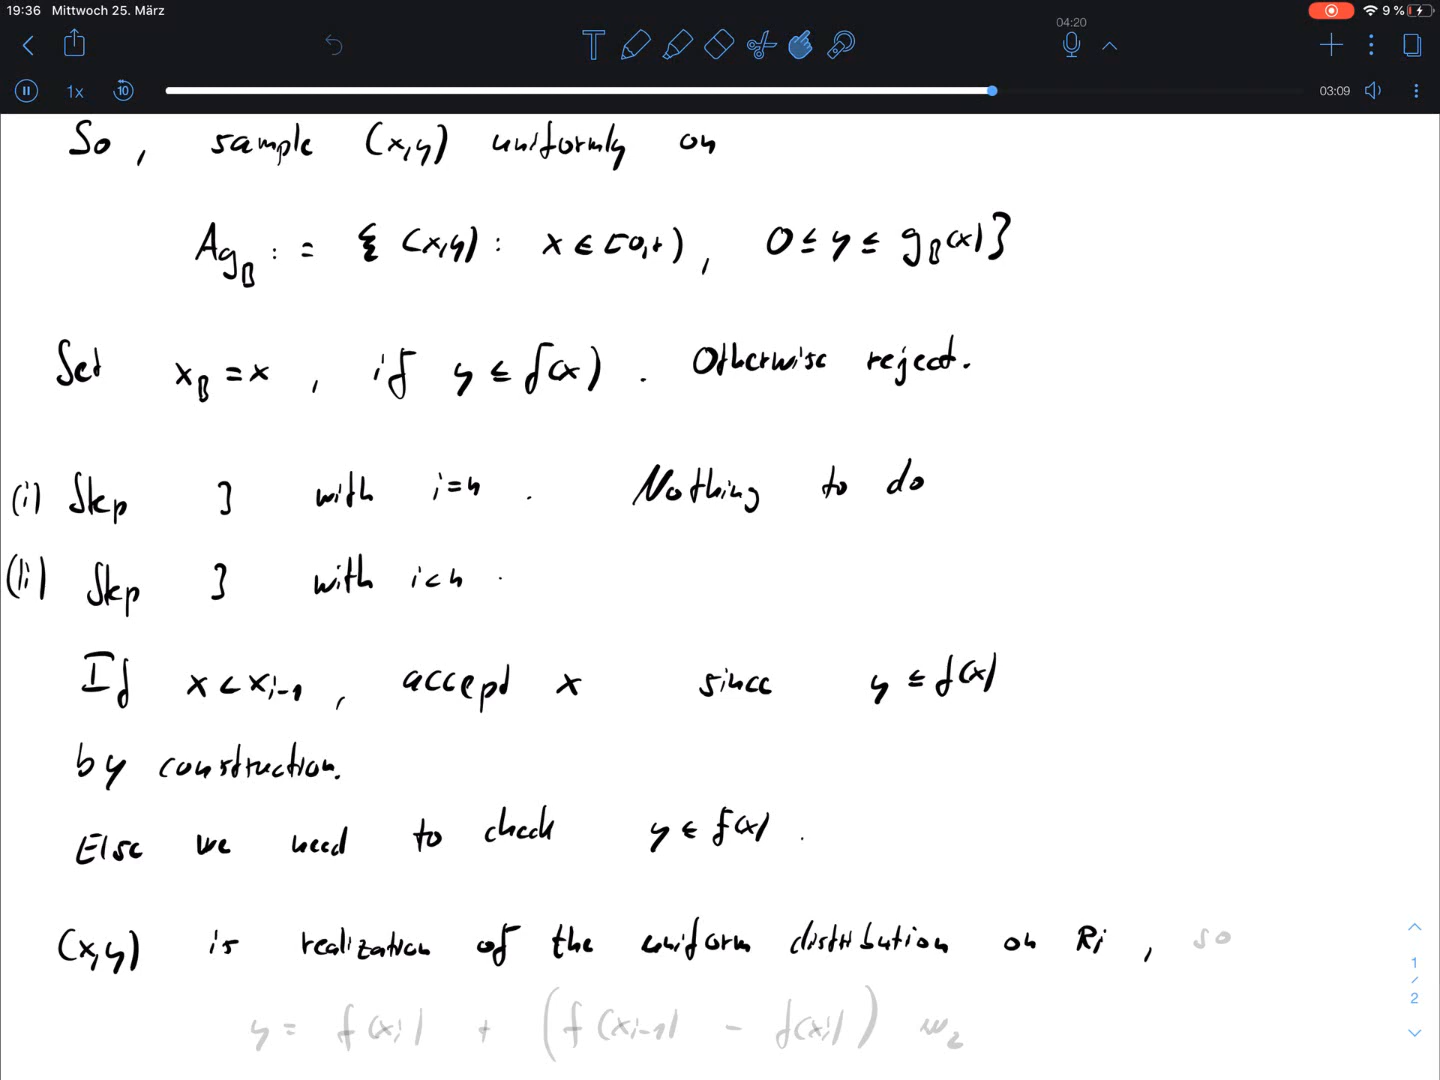 19:36 Mittwoch 25. März 9 %
04:20
1x 10 03:09
So, sample (x,y) uniformly on
A_{g_B} := { (x,y) : x ∈ [0,r), 0 ≤ y ≤ g_B(x) }
Set x_B = x, if y ≤ f(x). Otherwise reject.
(i) Step 3 with i=n. Nothing to do
(ii) Step 3 with i<n.
If x < x_{i-1}, accept x since y ≤ f(x)
by construction.
Else we need to check y ≤ f(x).
(x,y) is realization of the uniform distribution on R_i, so
y = f(x_i) + (f(x_{i-1}) - f(x_i)) w_2
1
/
2